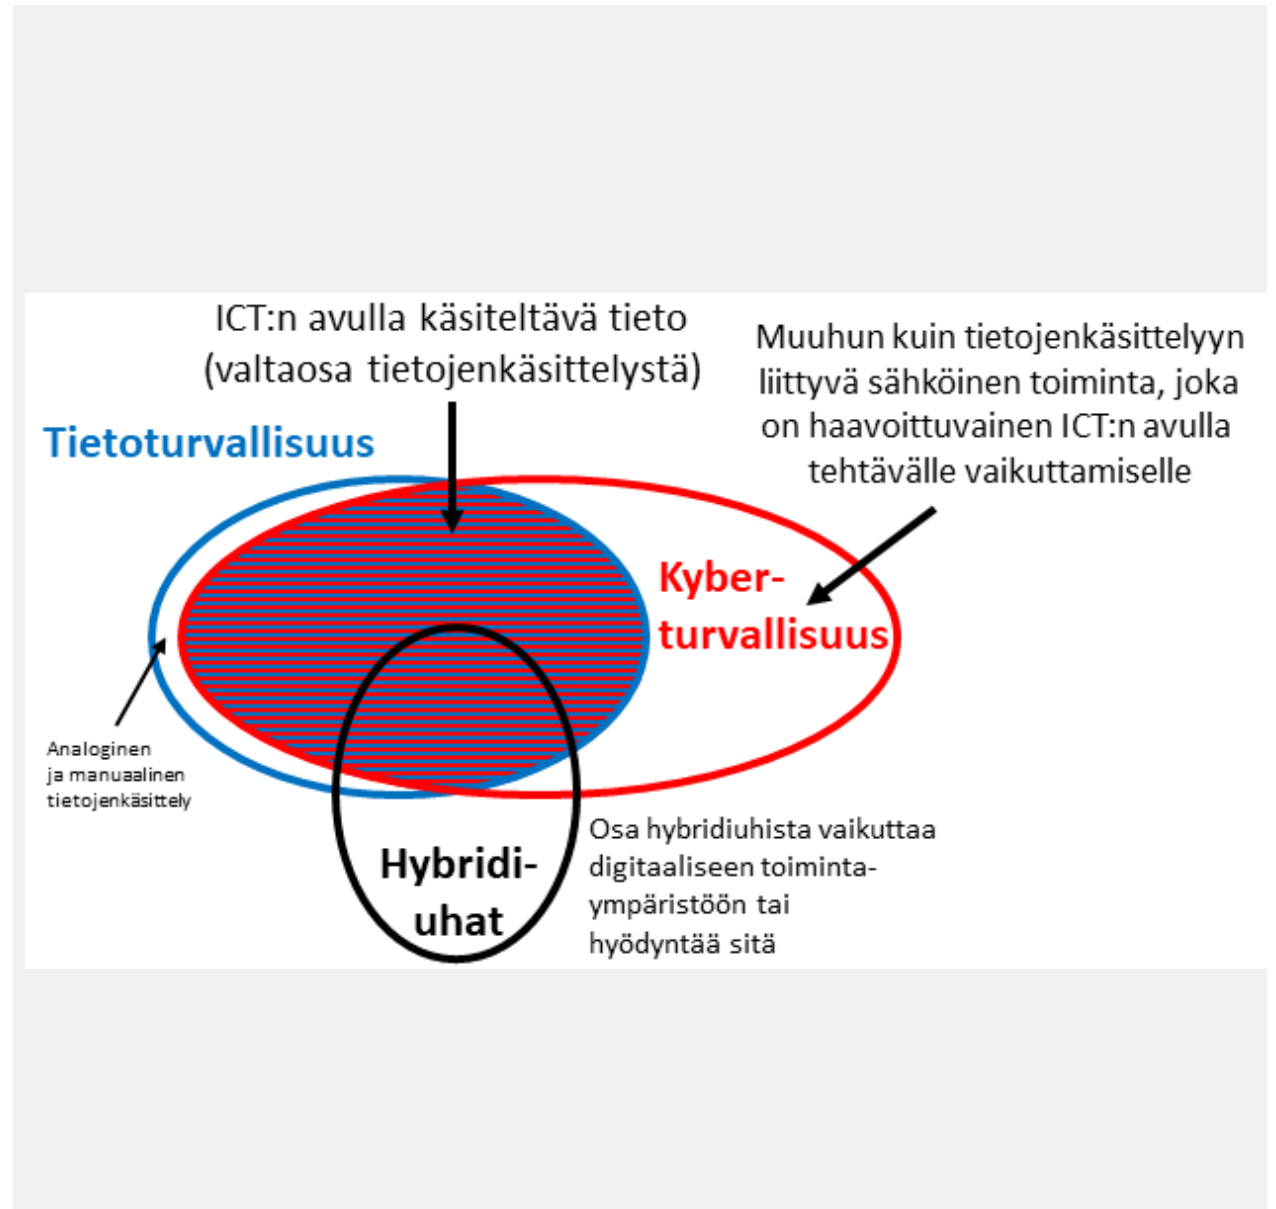 ICT:n avulla käsiteltävä tieto
(valtaosa tietojenkäsittelystä)
Muuhun kuin tietojenkäsittelyyn
liittyvä sähköinen toiminta, joka
on haavoittuvainen ICT:n avulla
tehtävälle vaikuttamiselle
Tietoturvallisuus
Kyber-
turvallisuus
Analoginen
ja manuaalinen
tietojenkäsittely
Hybridi-
uhat
Osa hybridiuhista vaikuttaa
digitaaliseen toiminta-
ympäristöön tai
hyödyntää sitä